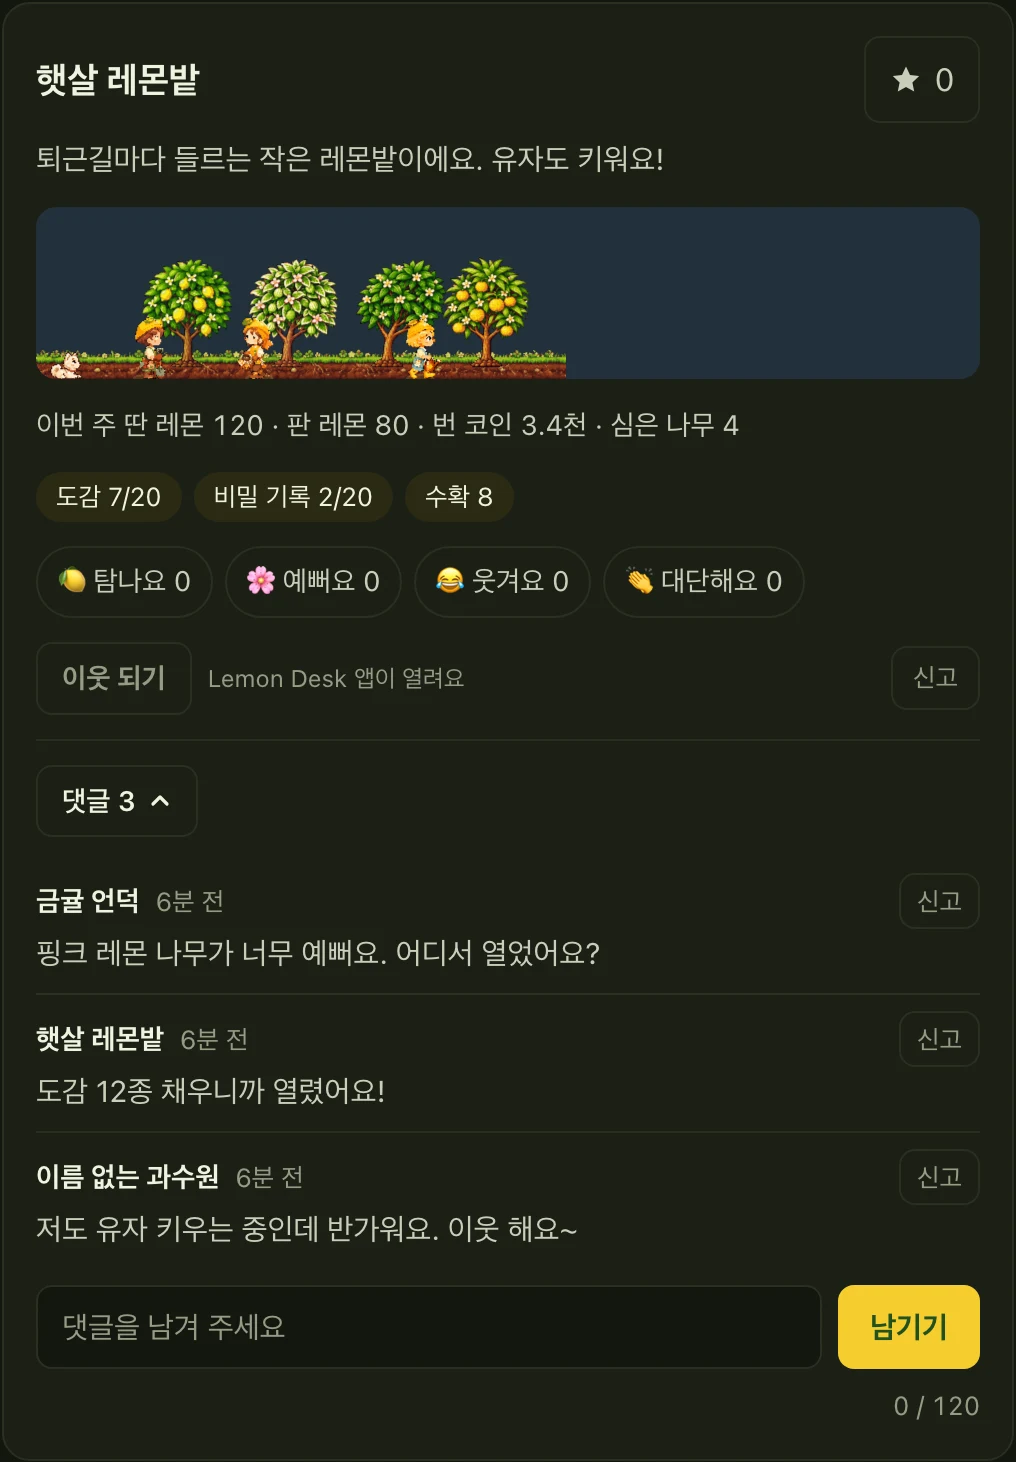 햇살 레몬밭
★ 0
퇴근길마다 들르는 작은 레몬밭이에요. 유자도 키워요!
이번 주 딴 레몬 120 · 판 레몬 80 · 번 코인 3.4천 · 심은 나무 4
도감 7/20 비밀 기록 2/20 수확 8
🍋 탐나요 0 🌸 예뻐요 0 😂 웃겨요 0 👏 대단해요 0
이웃 되기 Lemon Desk 앱이 열려요 신고
댓글 3
금귤 언덕 6분 전 신고
핑크 레몬 나무가 너무 예뻐요. 어디서 열었어요?
햇살 레몬밭 6분 전 신고
도감 12종 채우니까 열렸어요!
이름 없는 과수원 6분 전 신고
저도 유자 키우는 중인데 반가워요. 이웃 해요~
댓글을 남겨 주세요 남기기
0 / 120